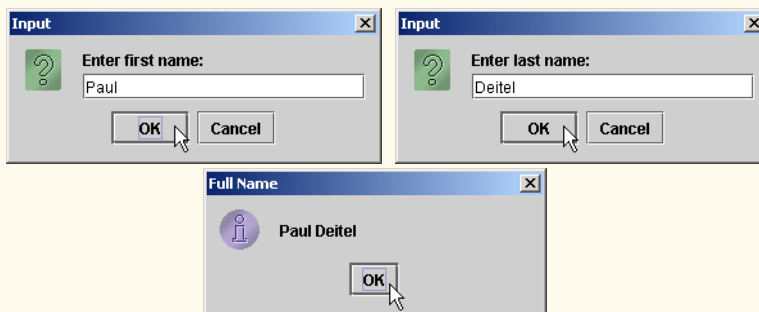 Input
Enter first name:
Paul
OK Cancel
Input
Enter last name:
Deitel
OK Cancel
Full Name
Paul Deitel
OK